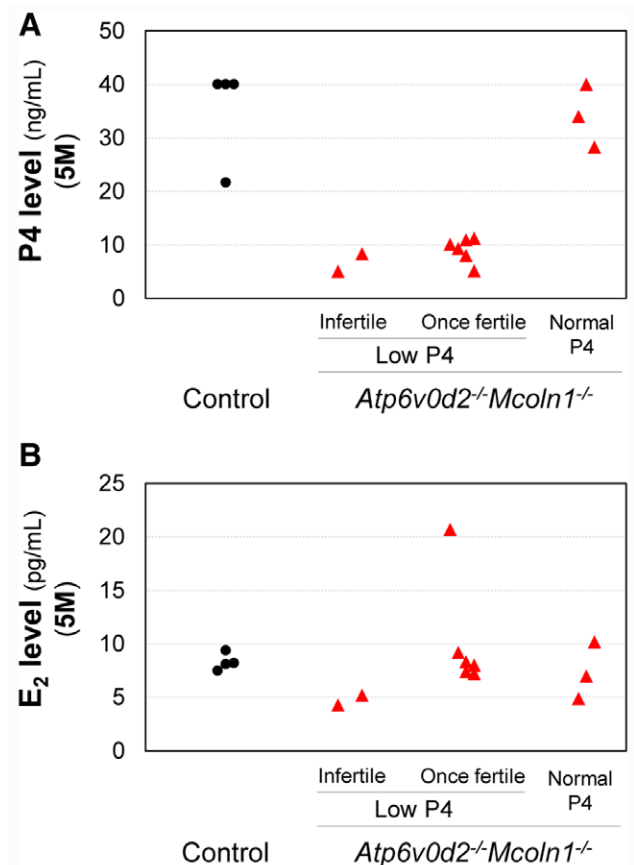 A
P4 level (ng/mL)
(5M)
50
40
30
20
10
0
Infertile Once fertile Normal P4
Low P4
Control Atp6v0d2-/-Mcoln1-/-
B
E2 level (pg/mL)
(5M)
25
20
15
10
5
0
Infertile Once fertile Normal P4
Low P4
Control Atp6v0d2-/-Mcoln1-/-